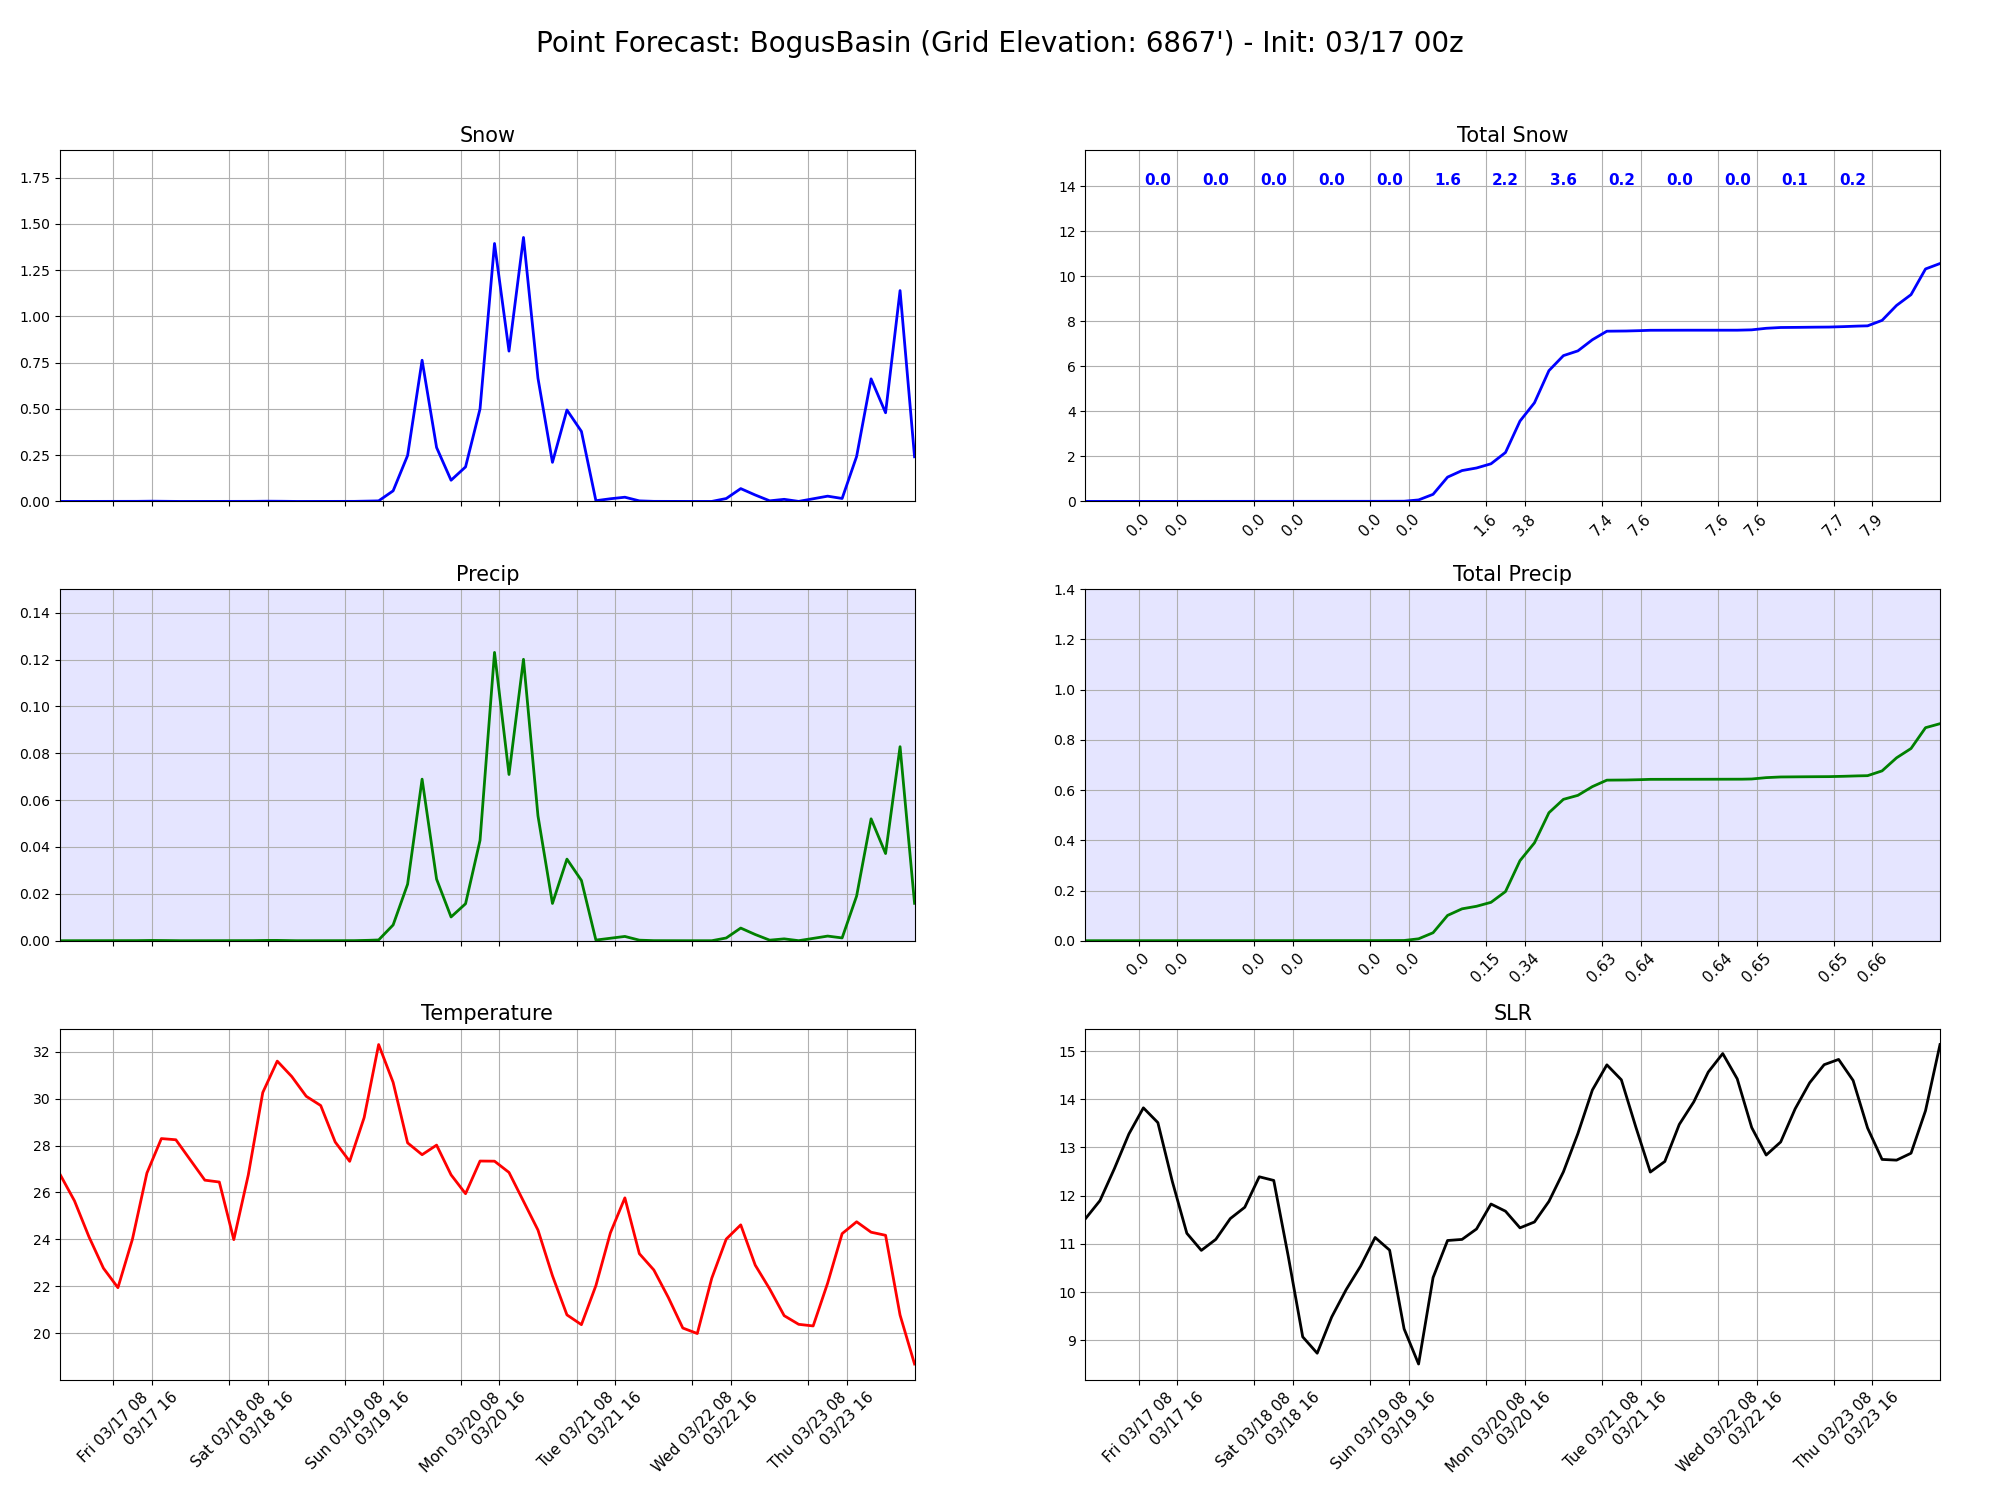 Point Forecast: BogusBasin (Grid Elevation: 6867') - Init: 03/17 00z
Snow
1.75
1.50
1.25
1.00
0.75
0.50
0.25
0.00
Total Snow
0.0 0.0 0.0 0.0 0.0 1.6 2.2 3.6 0.2 0.0 0.0 0.1 0.2
14
12
10
8
6
4
2
0
0.0 0.0 0.0 0.0 0.0 0.0 1.6 3.8 7.4 7.6 7.6 7.6 7.7 7.9
Precip
0.14
0.12
0.10
0.08
0.06
0.04
0.02
0.00
Total Precip
1.4
1.2
1.0
0.8
0.6
0.4
0.2
0.0
0.0 0.0 0.0 0.0 0.0 0.0 0.15 0.34 0.63 0.64 0.64 0.65 0.65 0.66
Temperature
32
30
28
26
24
22
20
Fri 03/17 08
03/17 16
Sat 03/18 08
03/18 16
Sun 03/19 08
03/19 16
Mon 03/20 08
03/20 16
Tue 03/21 08
03/21 16
Wed 03/22 08
03/22 16
Thu 03/23 08
03/23 16
SLR
15
14
13
12
11
10
9
Fri 03/17 08
03/17 16
Sat 03/18 08
03/18 16
Sun 03/19 08
03/19 16
Mon 03/20 08
03/20 16
Tue 03/21 08
03/21 16
Wed 03/22 08
03/22 16
Thu 03/23 08
03/23 16